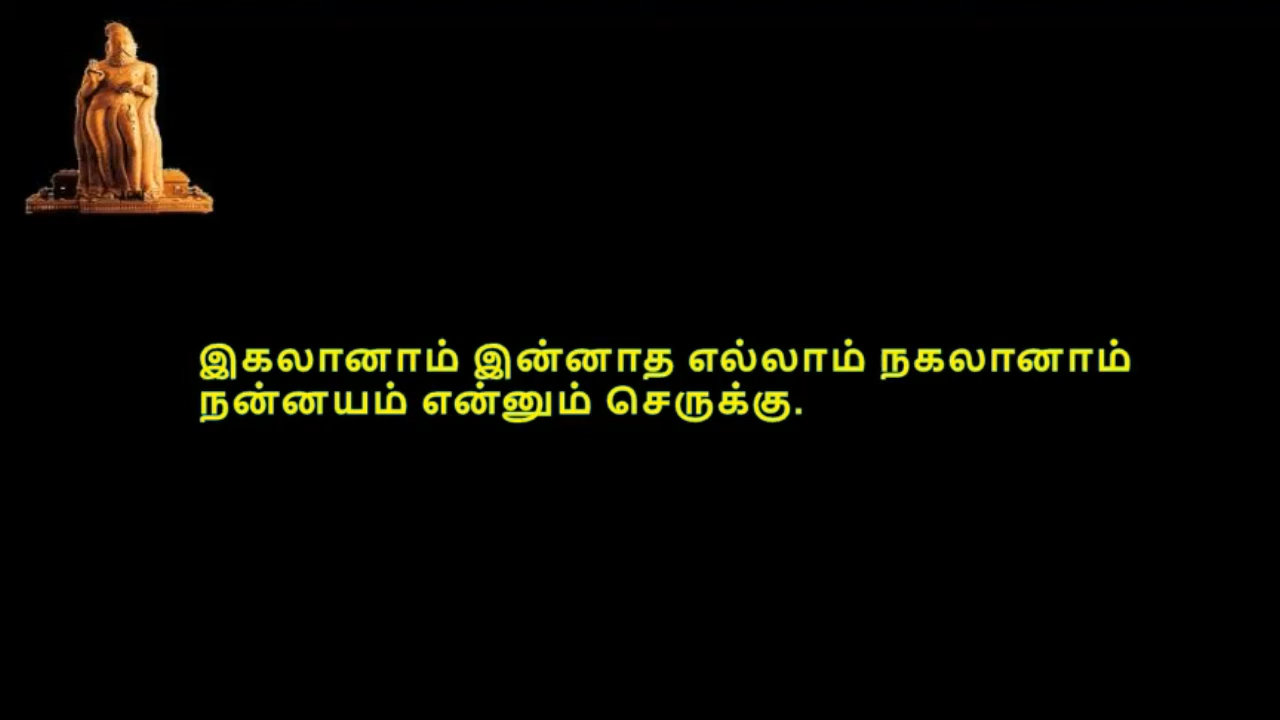 இகலானாம் இன்னாத எல்லாம் நகலானாம்
நன்னயம் என்னும் செருக்கு.